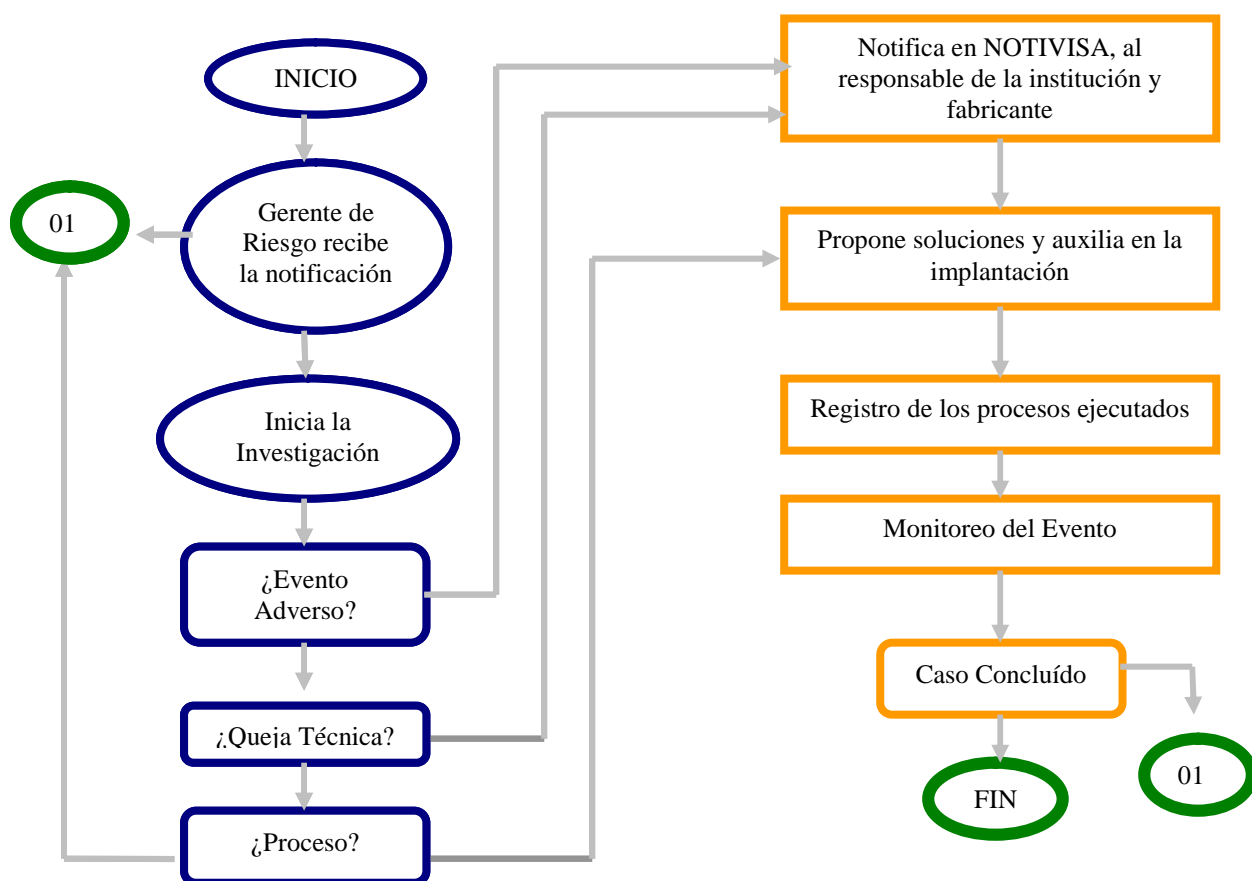 INICIO
01
Gerente de
Riesgo recibe
la notificación
Inicia la
Investigación
¿Evento
Adverso?
¿Queja Técnica?
¿Proceso?
Notifica en NOTIVISA, al
responsable de la institución y
fabricante
Propone soluciones y auxilia en la
implantación
Registro de los procesos ejecutados
Monitoreo del Evento
Caso Concluído
FIN
01